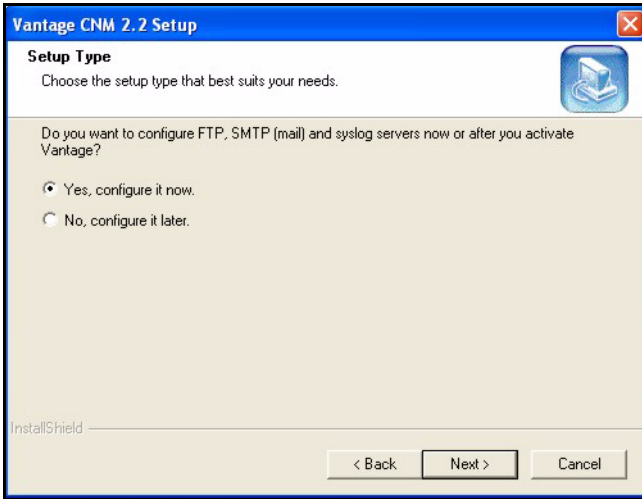 Vantage CNM 2.2 Setup
Setup Type
Choose the setup type that best suits your needs.
Do you want to configure FTP, SMTP (mail) and syslog servers now or after you activate
Vantage?
Yes, configure it now.
No, configure it later.
InstallShield
< Back
Next >
Cancel